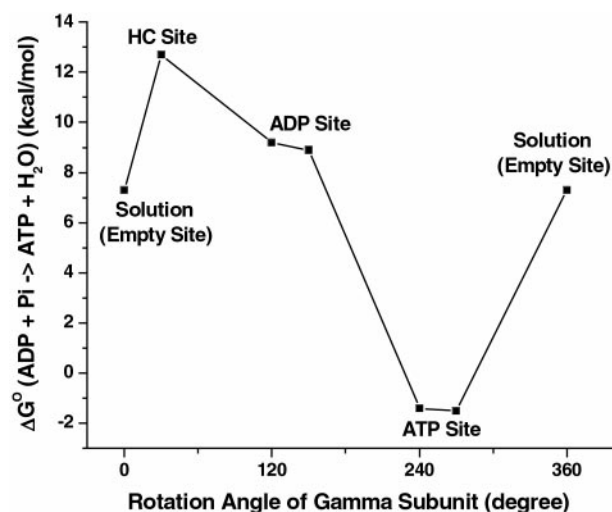 14
12
10
8
6
4
2
0
-2
ΔG⁰ (ADP + Pi -> ATP + H₂O) (kcal/mol)
HC Site
ADP Site
Solution
(Empty Site)
Solution
(Empty Site)
ATP Site
0
120
240
360
Rotation Angle of Gamma Subunit (degree)